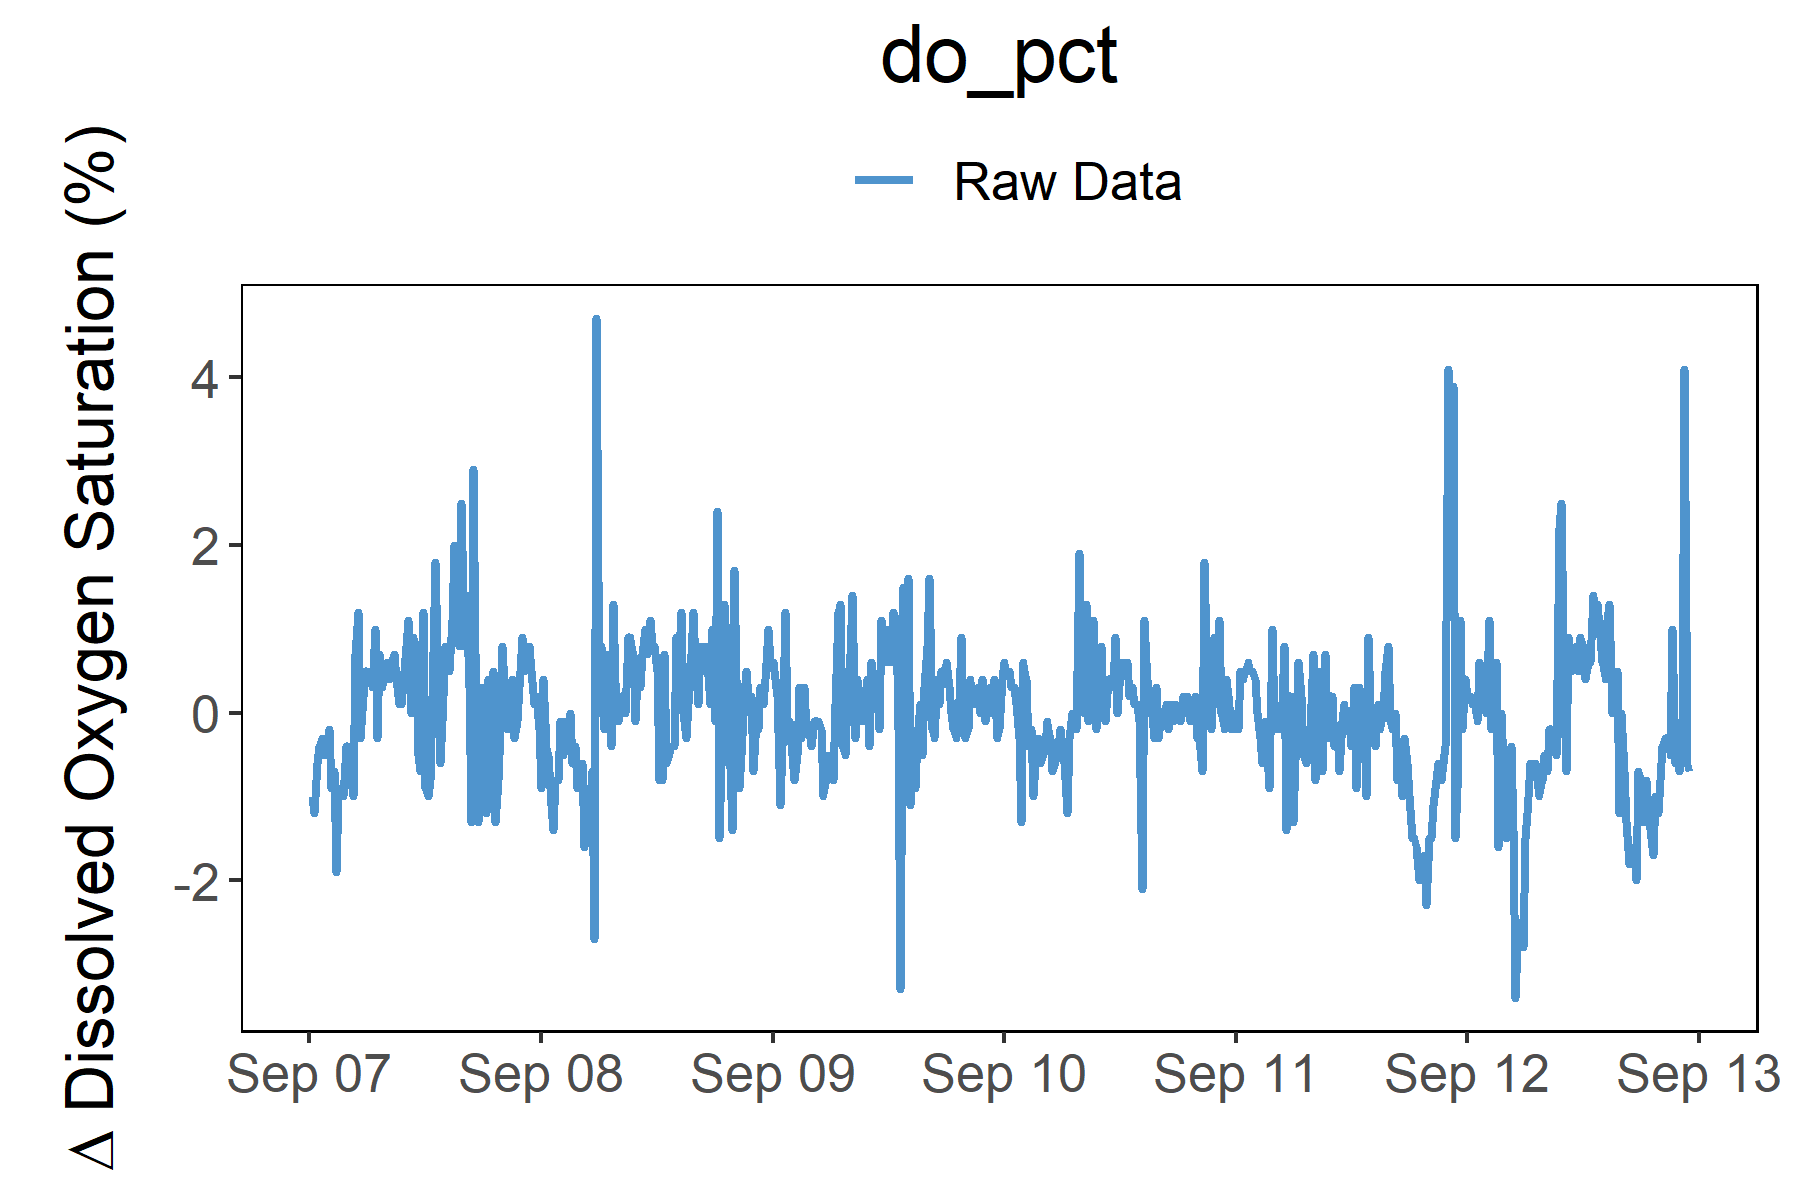 do_pct
Raw Data
Δ Dissolved Oxygen Saturation (%)
4
2
0
-2
Sep 07 Sep 08 Sep 09 Sep 10 Sep 11 Sep 12 Sep 13